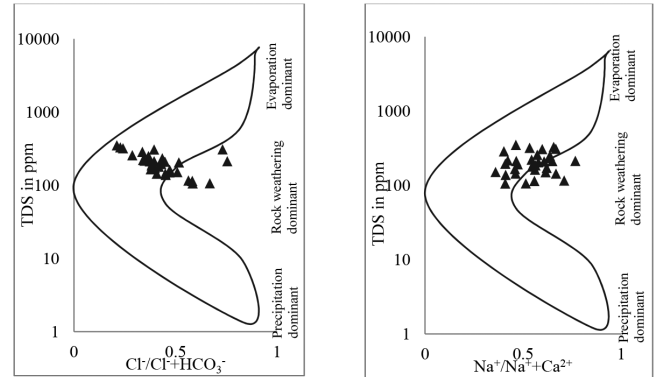 10000
1000
100
10
1
TDS in ppm
0
0.5
1
Cl⁻/Cl⁻+HCO₃⁻
Evaporation
dominant
Rock weathering
dominant
Precipitation
dominant
10000
1000
100
10
1
TDS in ppm
0
0.5
1
Na⁺/Na⁺+Ca²⁺
Evaporation
dominant
Rock weathering
dominant
Precipitation
dominant